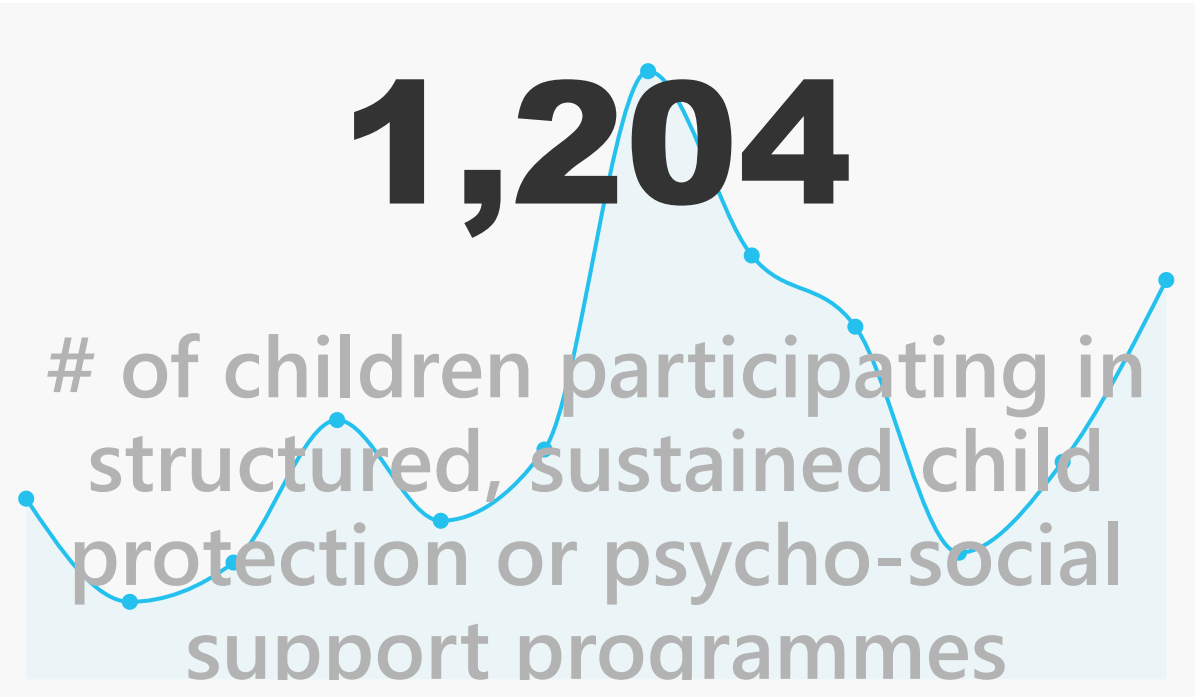 1,204
# of children participating in
structured, sustained child
protection or psycho-social
support programmes